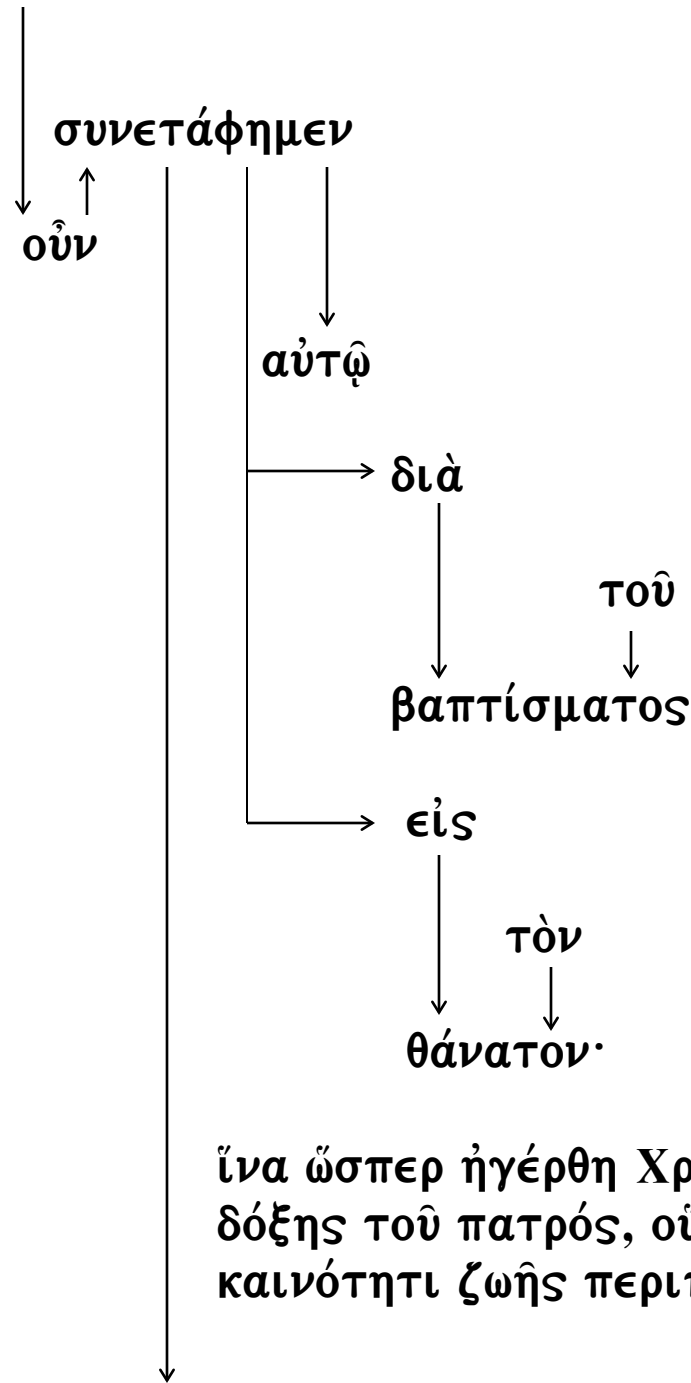 συνετάφημεν
οὖν
αὐτῷ
διὰ
τοῦ
βαπτίσματος
εἰς
τὸν
θάνατον·
ἵνα ὥσπερ ἠγέρθη
δόξης τοῦ πατρός,
καινότητι ζωῆς